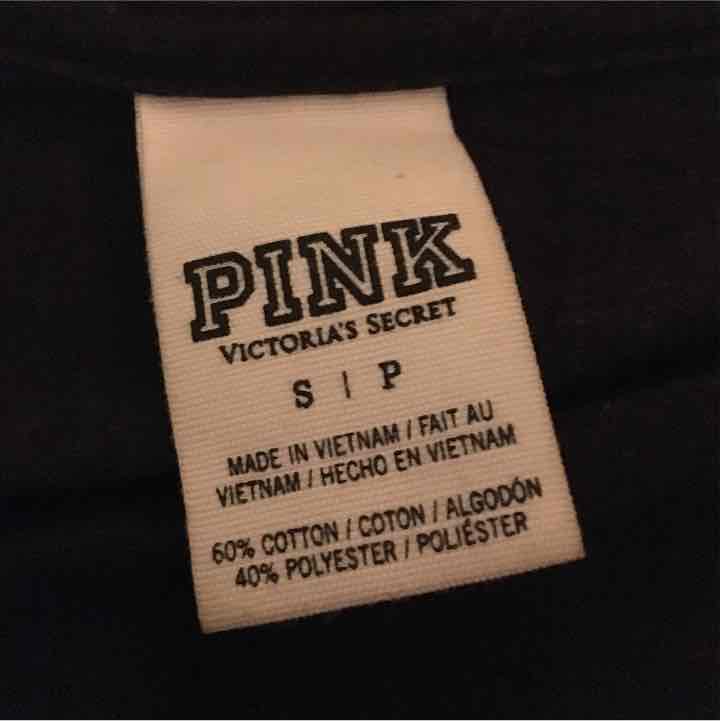 PINK
VICTORIA'S SECRET
S | P
MADE IN VIETNAM / FAIT AU
VIETNAM / HECHO EN VIETNAM
60% COTTON / COTON / ALGODÓN
40% POLYESTER / POLIÉSTER